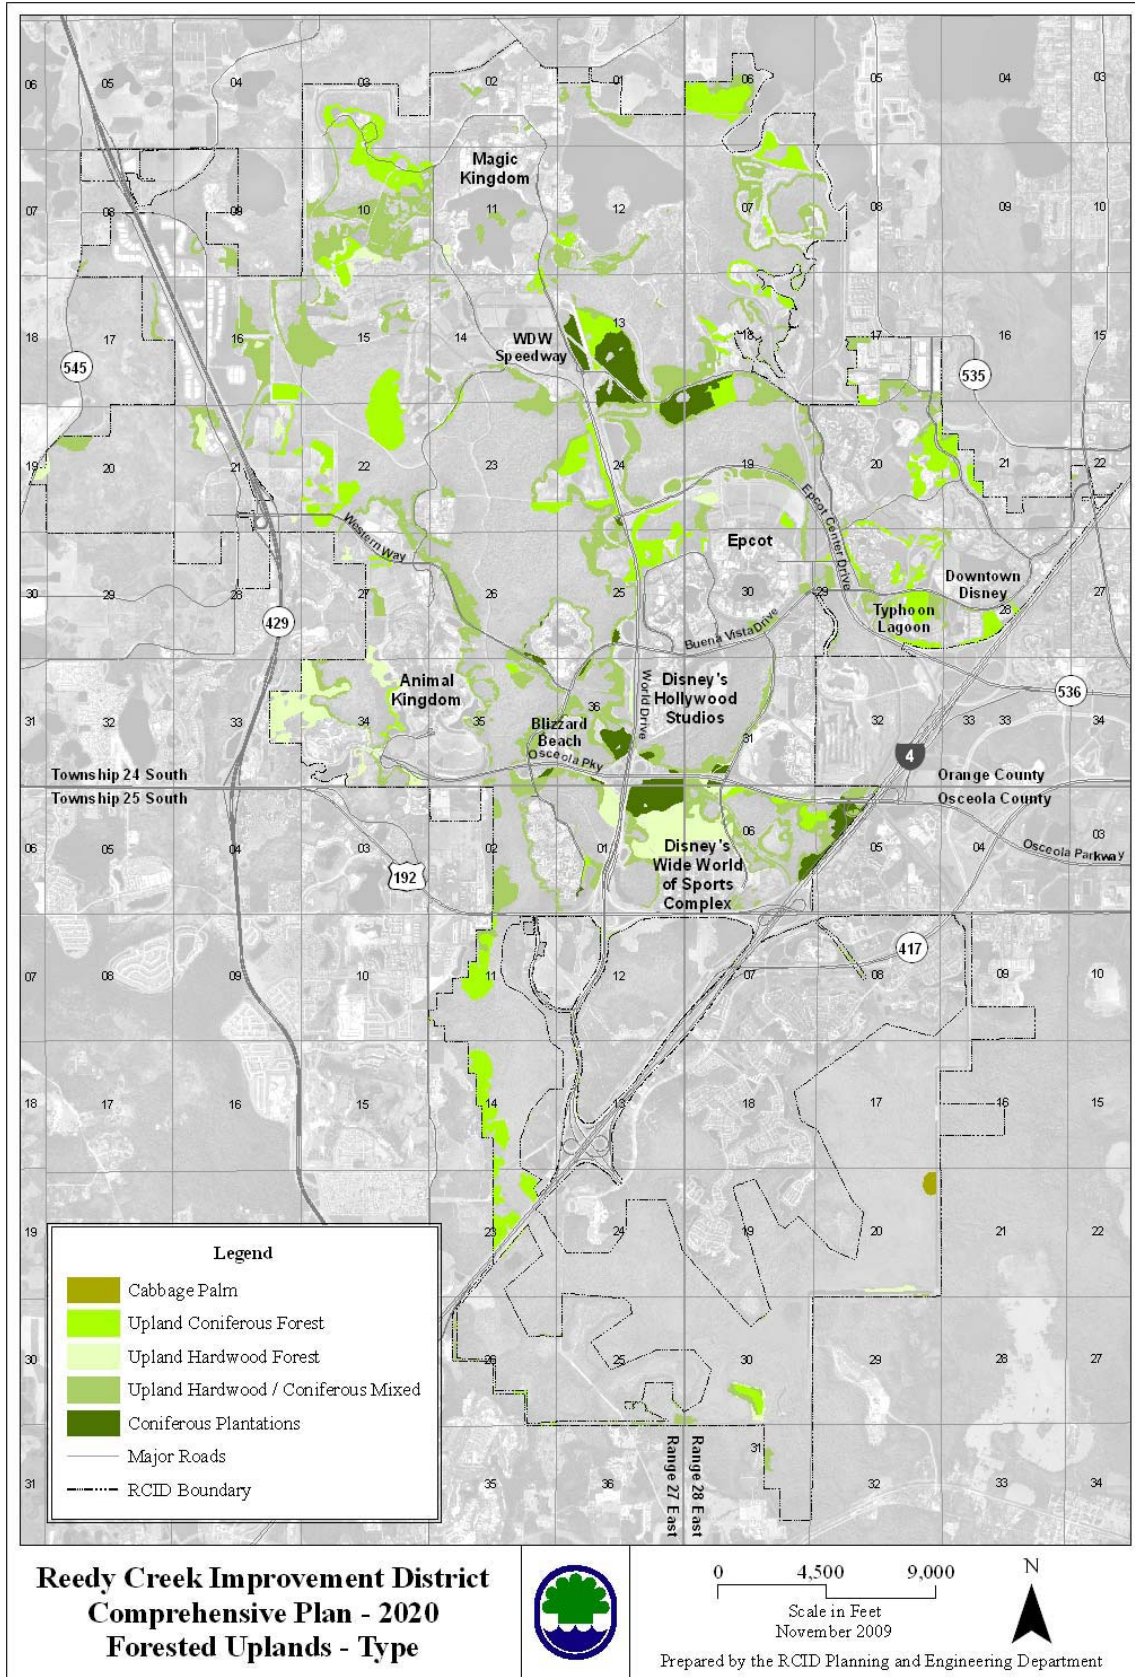 06
05
04
03
02
01
06
05
04
03
Magic
Kingdom
07
08
09
10
11
12
07
08
09
10
18
17
16
15
14
13
18
17
16
15
WDW
Speedway
545
535
19
20
21
22
23
24
19
20
21
22
Western Way
Epcot
Epcot Center Drive
Downtown
Disney
Typhoon
Lagoon
30
29
28
27
26
25
30
29
28
27
429
Buena Vista Drive
World Drive
Animal
Kingdom
Disney's
Hollywood
Studios
536
31
32
33
34
35
36
31
32
33
33
34
Blizzard
Beach
Osceola Pky
4
Township 24 South
Orange County
Township 25 South
Osceola County
06
05
04
02
01
06
05
03
Disney's
Wide World
of Sports
Complex
Osceola Parkway
192
417
07
08
09
10
11
12
07
08
09
10
18
17
16
15
14
13
18
17
16
15
19
23
24
19
20
21
22
30
26
25
30
29
28
27
31
35
36
31
32
33
34
Range 27 East
Range 28 East
Legend
Cabbage Palm
Upland Coniferous Forest
Upland Hardwood Forest
Upland Hardwood / Coniferous Mixed
Coniferous Plantations
Major Roads
RCID Boundary
Reedy Creek Improvement District
Comprehensive Plan - 2020
Forested Uplands - Type
0 4,500 9,000
Scale in Feet
November 2009
N
Prepared by the RCID Planning and Engineering Department